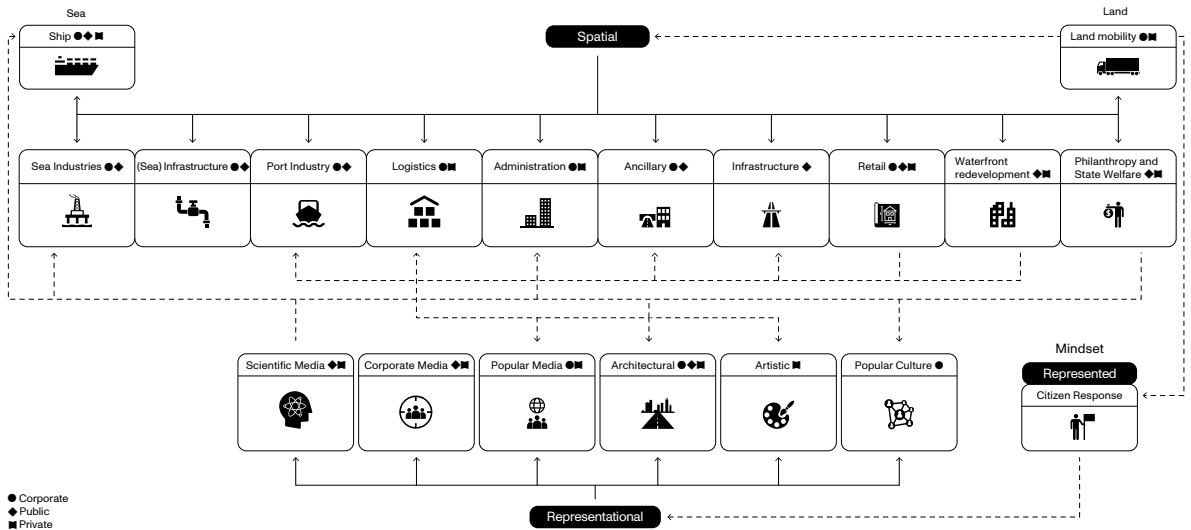 Sea
Land
Ship
Spatial
Land mobility
Sea Industries
(Sea) Infrastructure
Port Industry
Logistics
Administration
Ancillary
Infrastructure
Retail
Waterfront
redevelopment
Philanthropy and
State Welfare
Mindset
Represented
Scientific Media
Corporate Media
Popular Media
Architectural
Artistic
Popular Culture
Citizen Response
Corporate
Public
Private
Representational